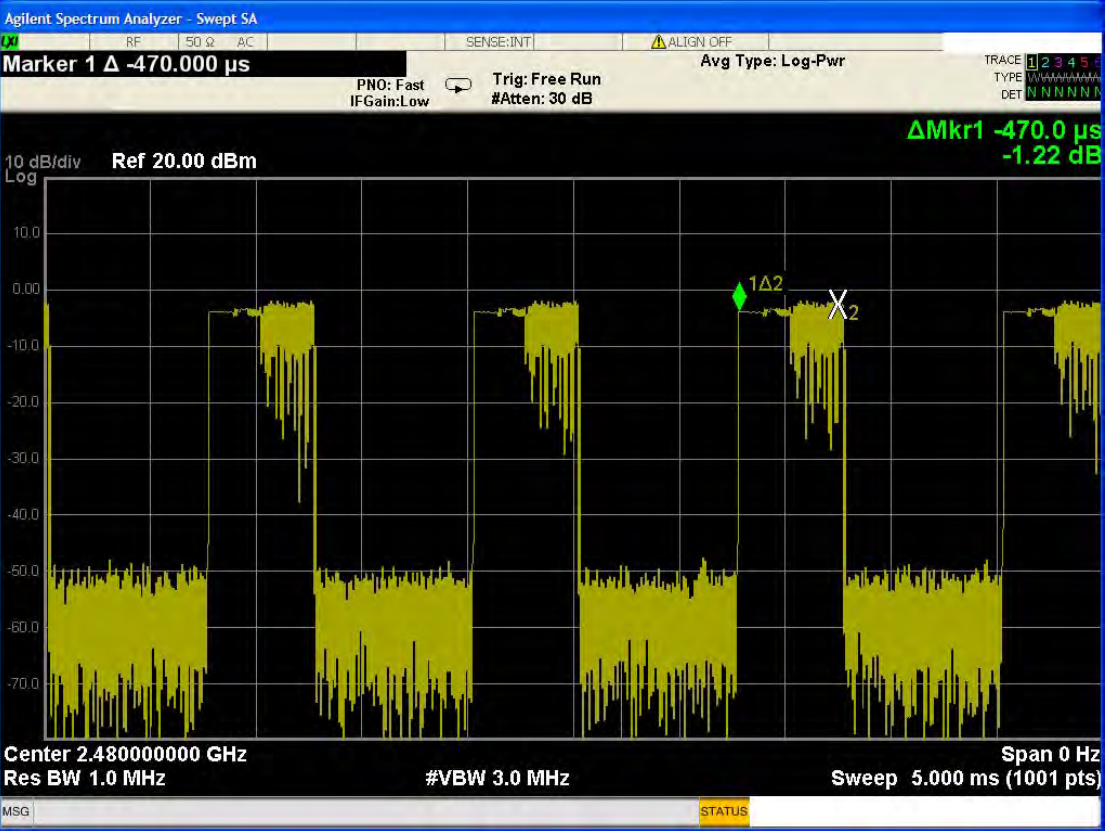 Agilent Spectrum Analyzer - Swept SA
LXI RF 50 Ω AC SENSE:INT ALIGN OFF
Marker 1 Δ -470.000 µs
PNO: Fast
IFGain:Low
Trig: Free Run
#Atten: 30 dB
Avg Type: Log-Pwr
TRACE 1 2 3 4 5 6
TYPE
DET N N N N N N
ΔMkr1 -470.0 µs
-1.22 dB
10 dB/div Ref 20.00 dBm
Log
10.0
0.00
1Δ2
2
-10.0
-20.0
-30.0
-40.0
-50.0
-60.0
-70.0
Center 2.480000000 GHz Span 0 Hz
Res BW 1.0 MHz #VBW 3.0 MHz Sweep 5.000 ms (1001 pts)
MSG STATUS